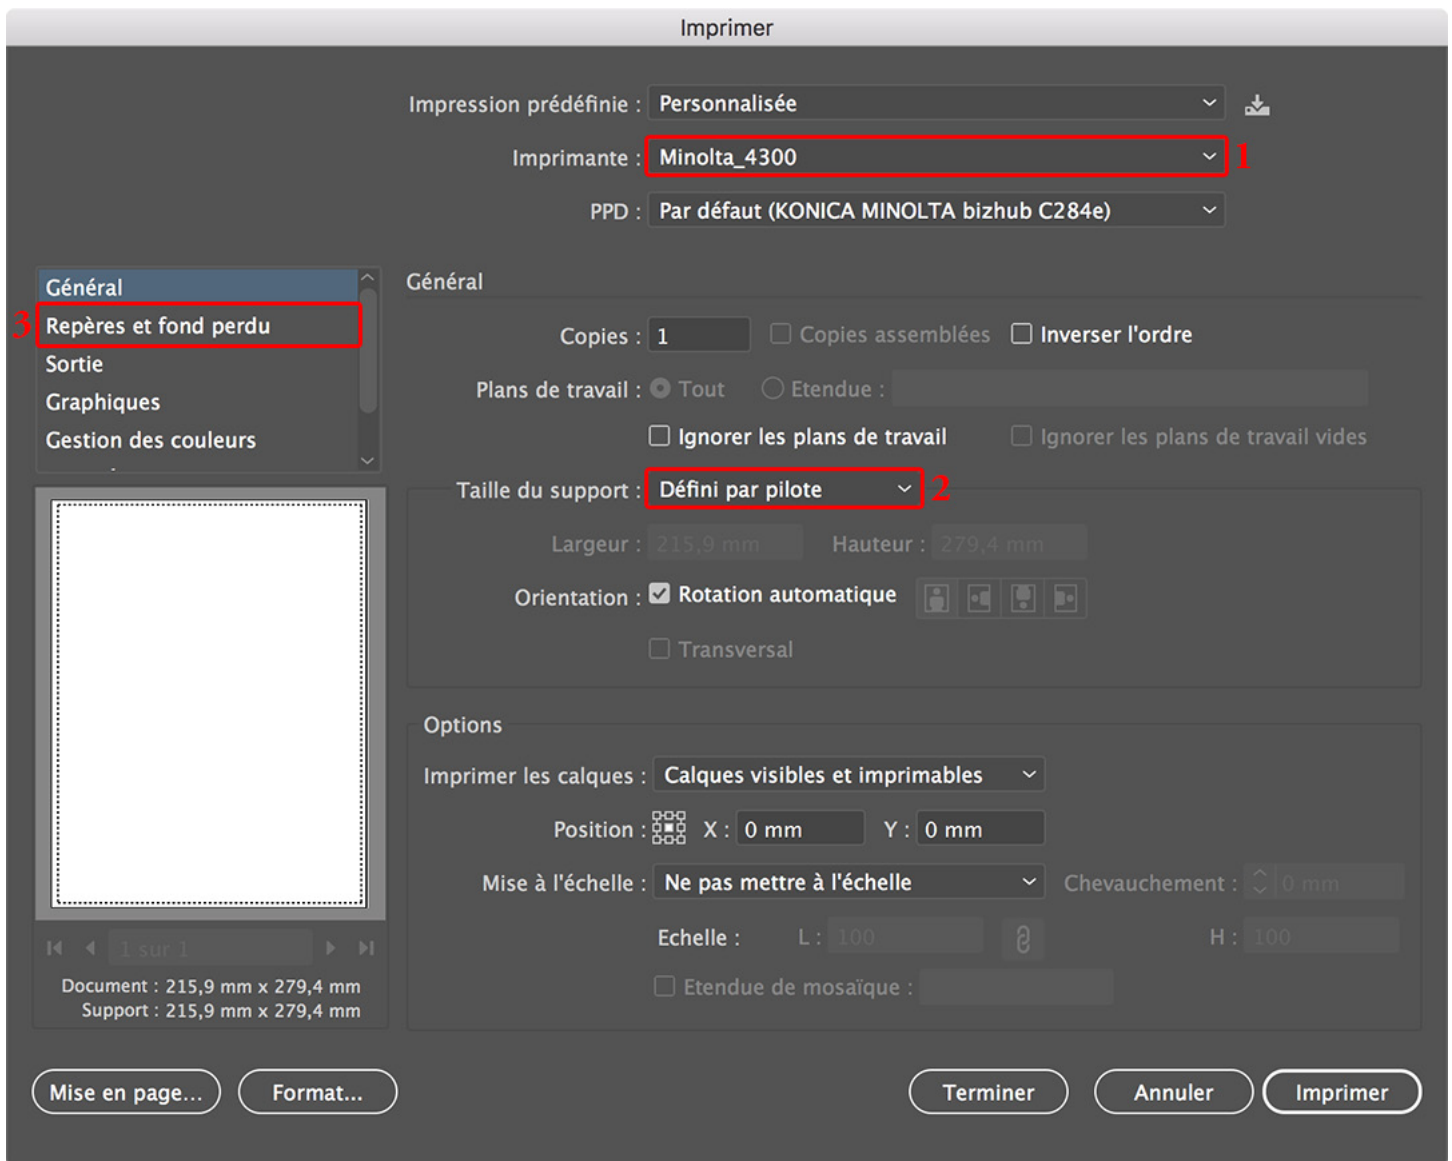 Imprimer
Impression prédéfinie : Personnalisée
Imprimante : Minolta_4300 1
PPD : Par défaut (KONICA MINOLTA bizhub C284e)
Général
3 Repères et fond perdu
Sortie
Graphiques
Gestion des couleurs
Général
Copies : 1 Copies assemblées Inverser l'ordre
Plans de travail : Tout Etendue :
Ignorer les plans de travail Ignorer les plans de travail vides
Taille du support : Défini par pilote 2
Largeur : 215,9 mm Hauteur : 279,4 mm
Orientation : Rotation automatique
Transversal
Options
Imprimer les calques : Calques visibles et imprimables
Position : X : 0 mm Y : 0 mm
Mise à l'échelle : Ne pas mettre à l'échelle Chevauchement : 0 mm
Echelle : L : 100 H : 100
Etendue de mosaïque :
1 sur 1
Document : 215,9 mm x 279,4 mm
Support : 215,9 mm x 279,4 mm
Mise en page... Format... Terminer Annuler Imprimer